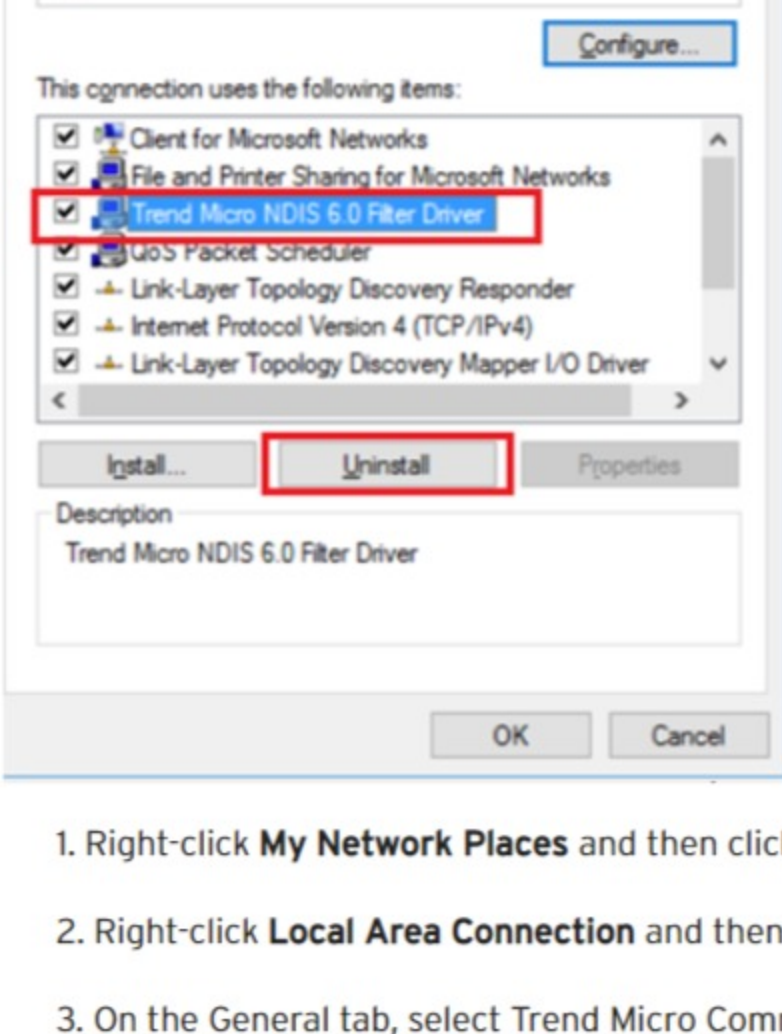 Configure...
This connection uses the following items:
Client for Microsoft Networks
File and Printer Sharing for Microsoft Networks
Trend Micro NDIS 6.0 Filter Driver
QoS Packet Scheduler
Link-Layer Topology Discovery Responder
Internet Protocol Version 4 (TCP/IPv4)
Link-Layer Topology Discovery Mapper I/O Driver
Install... Uninstall Properties
Description
Trend Micro NDIS 6.0 Filter Driver
OK Cancel
1. Right-click My Network Places and then clic
2. Right-click Local Area Connection and then
3. On the General tab, select Trend Micro Com